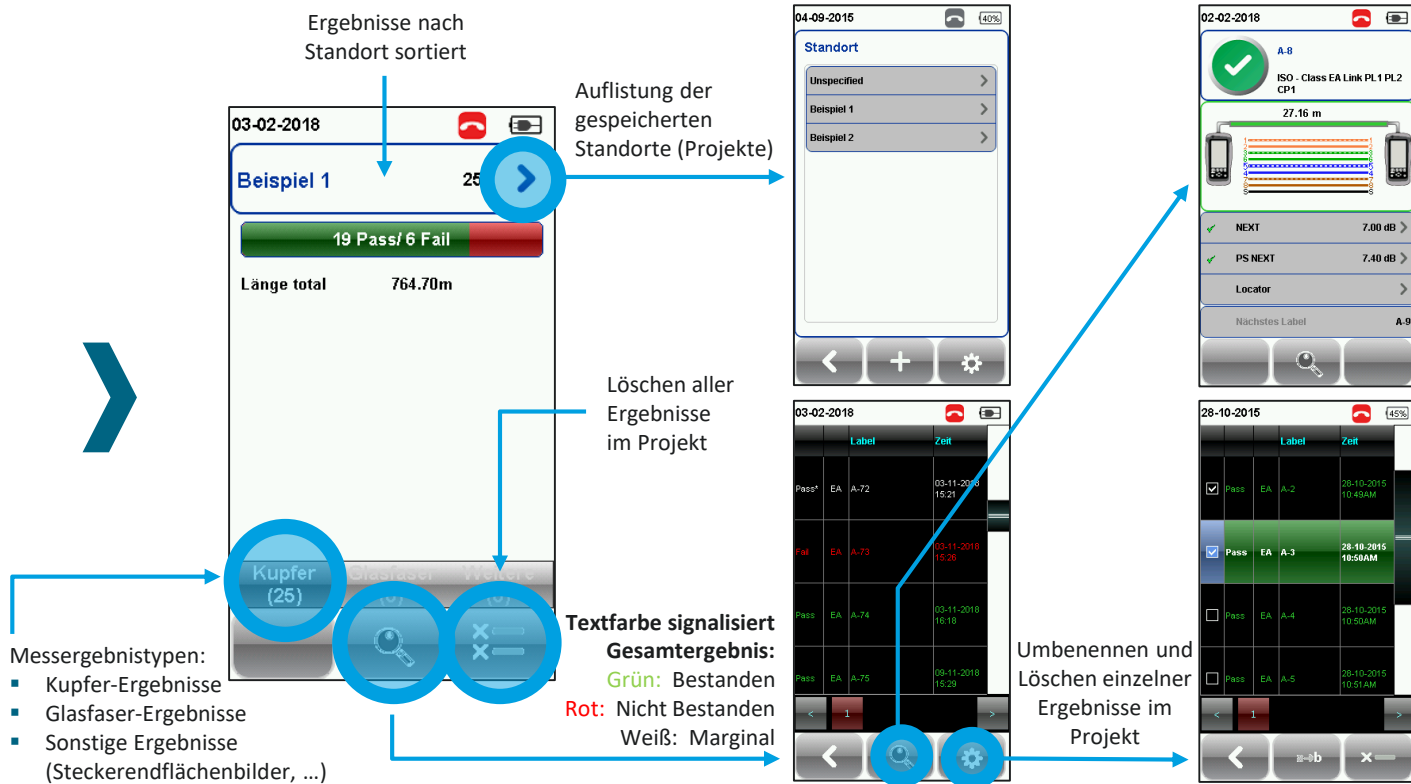 Ergebnisse nach
Standort sortiert
03-02-2018
Beispiel 1
25
19 Pass/ 6 Fail
Länge total 764.70m
Kupfer
(25)
Glasfaser
Weitere
Messergebnistypen:
▪ Kupfer-Ergebnisse
▪ Glasfaser-Ergebnisse
▪ Sonstige Ergebnisse
(Steckerendflächenbilder, …)
Auflistung der
gespeicherten
Standorte (Projekte)
Löschen aller
Ergebnisse
im Projekt
Textfarbe signalisiert
Gesamtergebnis:
Grün: Bestanden
Rot: Nicht Bestanden
Weiß: Marginal
04-09-2015 40%
Standort
Unspecified
Beispiel 1
Beispiel 2
03-02-2018
Label Zeit
Pass* EA A-72 03-11-2018
15:21
Fail EA A-73 03-11-2018
15:26
Pass EA A-74 03-11-2018
16:18
Pass EA A-75 09-11-2018
15:29
< 1 >
Umbenennen und
Löschen einzelner
Ergebnisse im
Projekt
02-02-2018
A-8
ISO - Class EA Link PL1 PL2
CP1
27.16 m
NEXT 7.00 dB
PS NEXT 7.40 dB
Locator
Nächstes Label A-9
28-10-2015 45%
Label Zeit
Pass EA A-2 28-10-2015
10:49AM
Pass EA A-3 28-10-2015
10:50AM
Pass EA A-4 28-10-2015
10:50AM
Pass EA A-5 28-10-2015
10:51AM
< 1 >